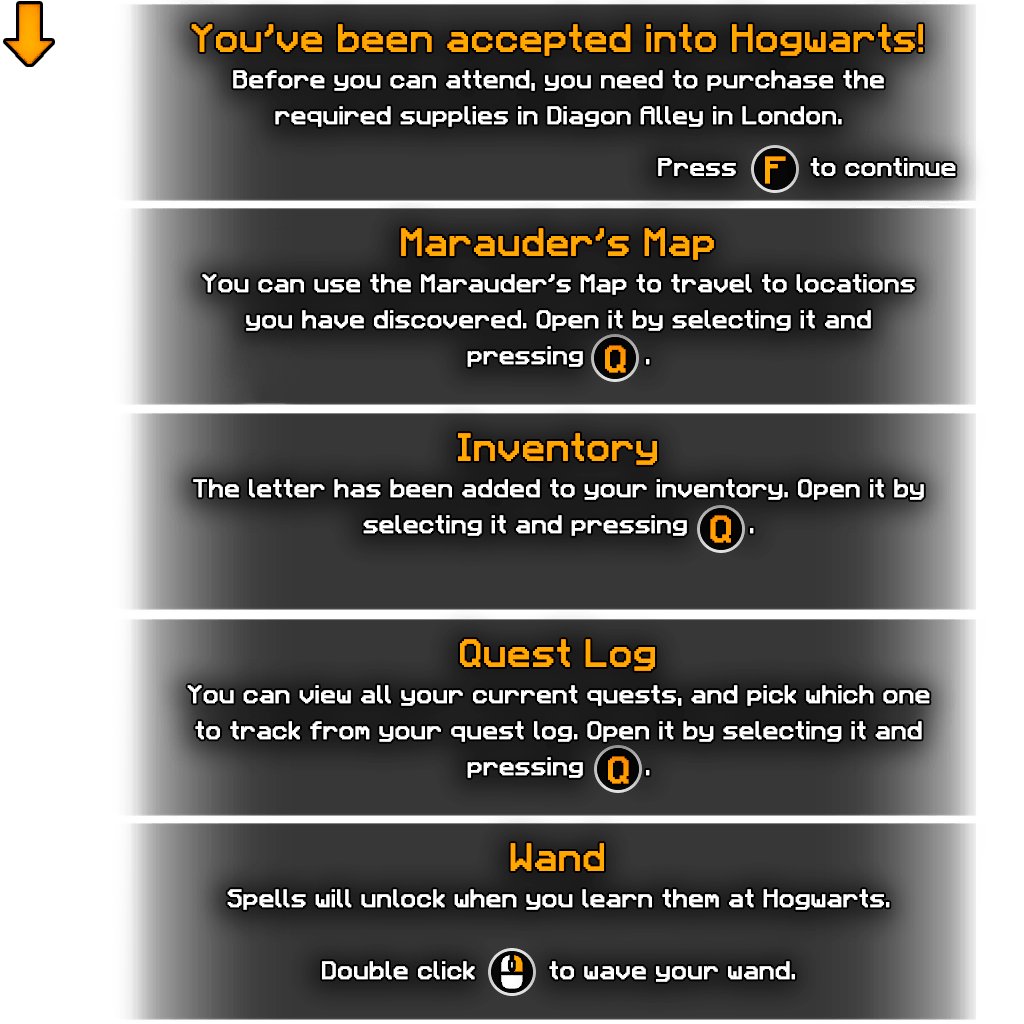 You've been accepted into Hogwarts!
Before you can attend, you need to purchase the
required supplies in Diagon Alley in London.
Press F to continue
Marauder's Map
You can use the Marauder's Map to travel to locations
you have discovered. Open it by selecting it and
pressing Q .
Inventory
The letter has been added to your inventory. Open it by
selecting it and pressing Q .
Quest Log
You can view all your current quests, and pick which one
to track from your quest log. Open it by selecting it and
pressing Q .
Wand
Spells will unlock when you learn them at Hogwarts.
Double click to wave your wand.